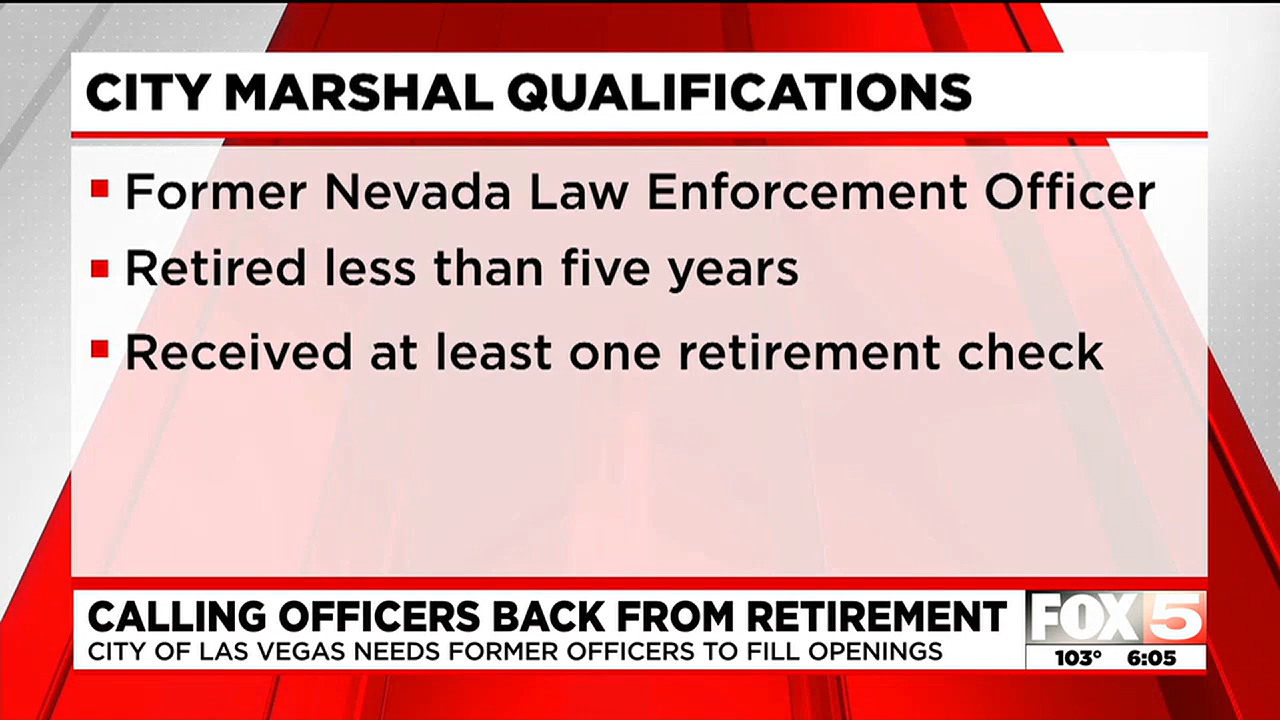 CITY MARSHAL QUALIFICATIONS
Former Nevada Law Enforcement Officer
Retired less than five years
Received at least one retirement check
CALLING OFFICERS BACK FROM RETIREMENT
CITY OF LAS VEGAS NEEDS FORMER OFFICERS TO FILL OPENINGS
FOX 5
103° 6:05